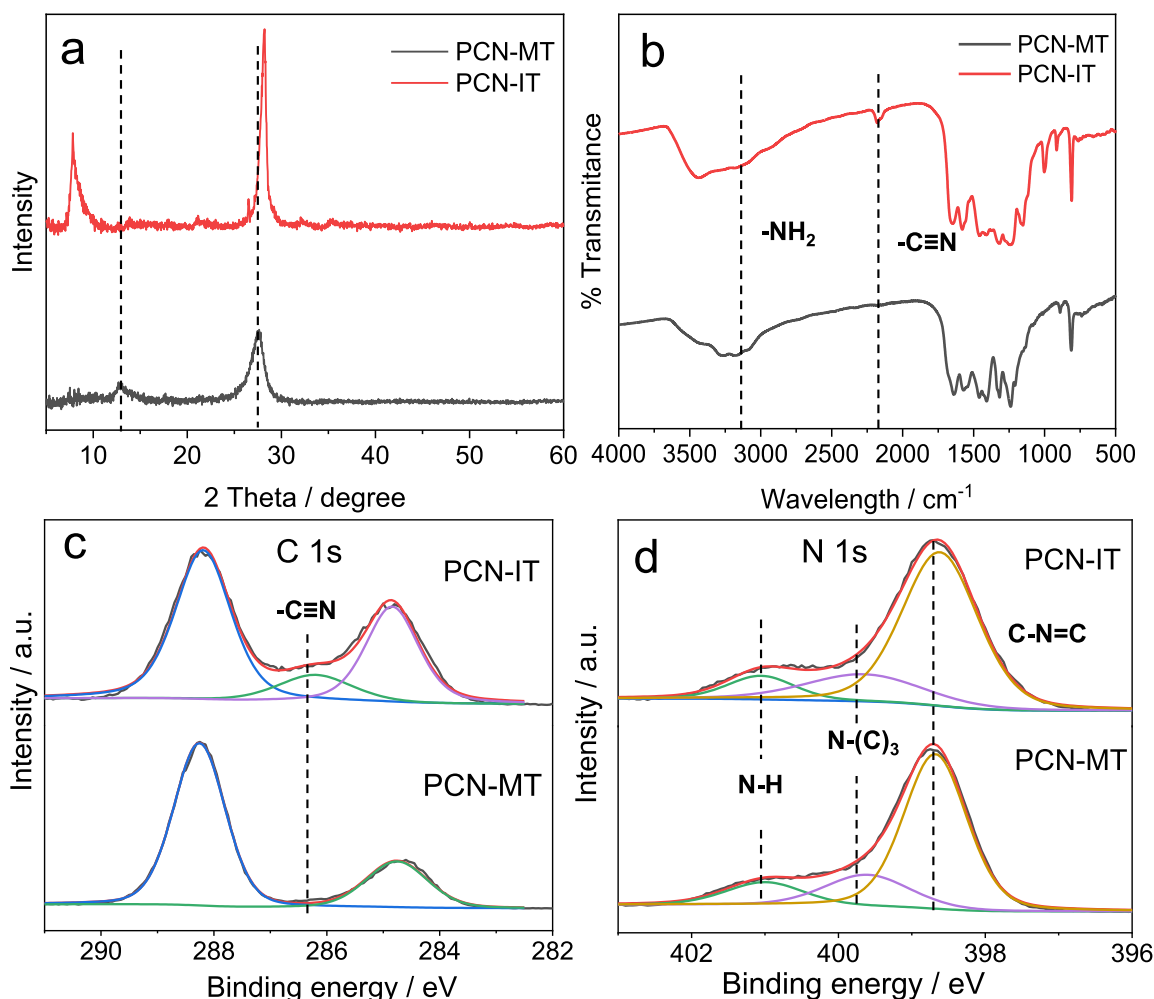 a
PCN-MT
PCN-IT
Intensity
10 20 30 40 50 60
2 Theta / degree
b
PCN-MT
PCN-IT
-NH₂
-C≡N
% Transmitance
4000 3500 3000 2500 2000 1500 1000 500
Wavelength / cm⁻¹
c
C 1s
PCN-IT
-C≡N
PCN-MT
Intensity / a.u.
290 288 286 284 282
Binding energy / eV
d
N 1s
PCN-IT
C-N=C
N-(C)₃
N-H
PCN-MT
Intensity / a.u.
402 400 398 396
Binding energy / eV